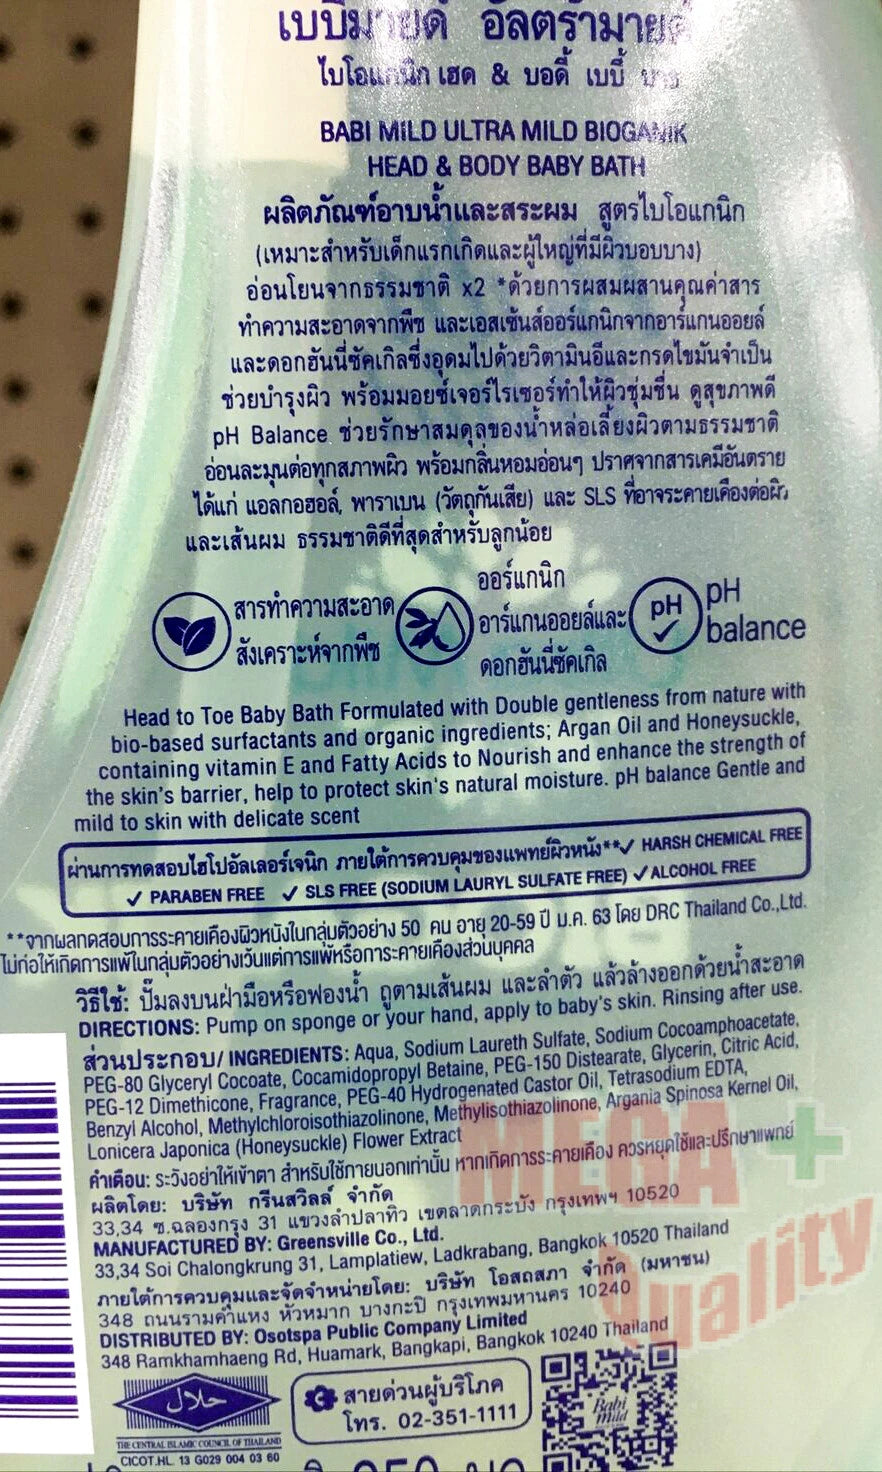 เบบี้มายด์ อัลตร้ามายด์
ไบโอแกนิก เฮด & บอดี้ เบบี้ บาธ
BABI MILD ULTRA MILD BIOGANIK
HEAD & BODY BABY BATH
ผลิตภัณฑ์อาบน้ำและสระผม สูตรไบโอแกนิก
(เหมาะสำหรับเด็กแรกเกิดและผู้ใหญ่ที่มีผิวบอบบาง)
อ่อนโยนจากธรรมชาติ x2 *ด้วยการผสมผสานคุณค่าสาร
ทำความสะอาดจากพืช และเอสเซ้นส์ออร์แกนิกจากอาร์แกนออยล์
และดอกฮันนี่ซัคเกิลซึ่งอุดมไปด้วยวิตามินอีและกรดไขมันจำเป็น
ช่วยบำรุงผิว พร้อมมอยซ์เจอร์ไรเซอร์ทำให้ผิวชุ่มชื่น ดูสุขภาพดี
pH Balance ช่วยรักษาสมดุลของน้ำหล่อเลี้ยงผิวตามธรรมชาติ
อ่อนละมุนต่อทุกสภาพผิว พร้อมกลิ่นหอมอ่อนๆ ปราศจากสารเคมีอันตราย
ได้แก่ แอลกอฮอล์, พาราเบน (วัตถุกันเสีย) และ SLS ที่อาจระคายเคืองต่อผิว
และเส้นผม ธรรมชาติดีที่สุดสำหรับลูกน้อย
สารทำความสะอาด
สังเคราะห์จากพืช
ออร์แกนิก
อาร์แกนออยล์และ
ดอกฮันนี่ซัคเกิล
pH
pH
balance
Head to Toe Baby Bath Formulated with Double gentleness from nature with
bio-based surfactants and organic ingredients; Argan Oil and Honeysuckle,
containing vitamin E and Fatty Acids to Nourish and enhance the strength of
the skin's barrier, help to protect skin's natural moisture. pH balance Gentle and
mild to skin with delicate scent
ผ่านการทดสอบไฮโปอัลเลอร์เจนิก ภายใต้การควบคุมของแพทย์ผิวหนัง** ✓ HARSH CHEMICAL FREE
✓ PARABEN FREE ✓ SLS FREE (SODIUM LAURYL SULFATE FREE) ✓ ALCOHOL FREE
**จากผลทดสอบการระคายเคืองผิวหนังในกลุ่มตัวอย่าง 50 คน อายุ 20-59 ปี ม.ค. 63 โดย DRC Thailand Co.,Ltd.
ไม่ก่อให้เกิดการแพ้ในกลุ่มตัวอย่างเว้นแต่การแพ้หรือการะคายเคืองส่วนบุคคล
วิธีใช้: ปั๊มลงบนฝ่ามือหรือฟองน้ำ ถูตามเส้นผม และลำตัว แล้วล้างออกด้วยน้ำสะอาด
DIRECTIONS: Pump on sponge or your hand, apply to baby's skin. Rinsing after use.
ส่วนประกอบ/ INGREDIENTS: Aqua, Sodium Laureth Sulfate, Sodium Cocoamphoacetate,
PEG-80 Glyceryl Cocoate, Cocamidopropyl Betaine, PEG-150 Distearate, Glycerin, Citric Acid,
PEG-12 Dimethicone, Fragrance, PEG-40 Hydrogenated Castor Oil, Tetrasodium EDTA,
Benzyl Alcohol, Methylchloroisothiazolinone, Methylisothiazolinone, Argania Spinosa Kernel Oil,
Lonicera Japonica (Honeysuckle) Flower Extract
คำเตือน: ระวังอย่าให้เข้าตา สำหรับใช้ภายนอกเท่านั้น หากเกิดการระคายเคือง ควรหยุดใช้และปรึกษาแพทย์
ผลิตโดย: บริษัท กรีนสวิลล์ จำกัด
33,34 ซ.ฉลองกรุง 31 แขวงลำปลาทิว เขตลาดกระบัง กรุงเทพฯ 10520
MANUFACTURED BY: Greensville Co., Ltd.
33,34 Soi Chalongkrung 31, Lamplatiew, Ladkrabang, Bangkok 10520 Thailand
ภายใต้การควบคุมและจัดจำหน่ายโดย: บริษัท โอสถสภา จำกัด (มหาชน)
348 ถนนรามคำแหง หัวหมาก บางกะปิ กรุงเทพมหานคร 10240
DISTRIBUTED BY: Osotspa Public Company Limited
348 Ramkhamhaeng Rd, Huamark, Bangkapi, Bangkok 10240 Thailand
MEGA +
Quality
حلال
THE CENTRAL ISLAMIC COUNCIL OF THAILAND
CICOT.HL. 13 G029 004 03 60
สายด่วนผู้บริโภค
โทร. 02-351-1111
Babi
Mild